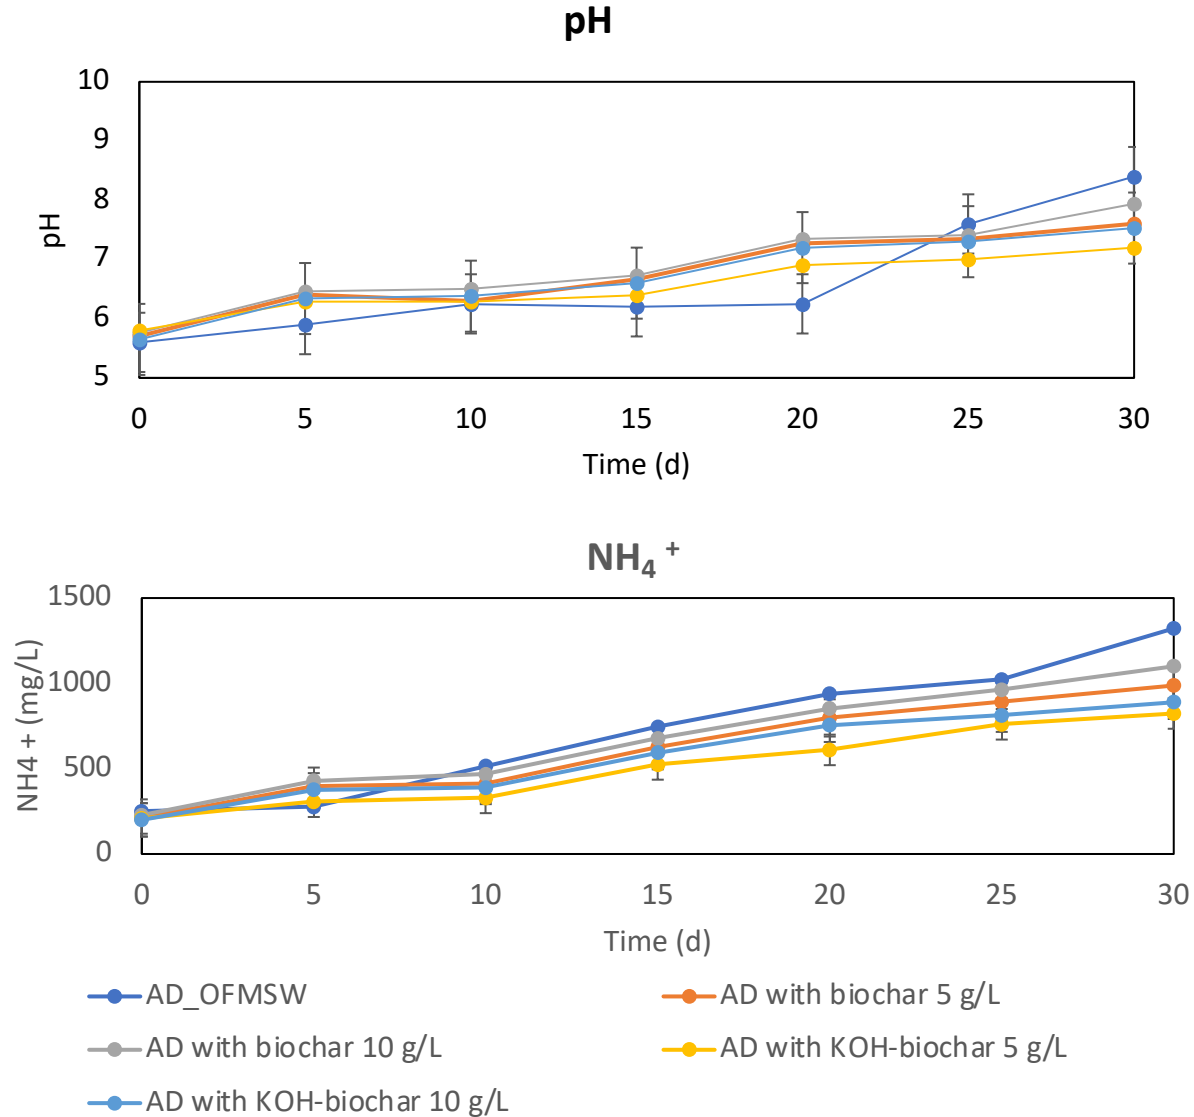 pH
10
9
8
7
6
5
pH
0 5 10 15 20 25 30
Time (d)
NH₄ ⁺
1500
1000
500
0
NH4 + (mg/L)
0 5 10 15 20 25 30
Time (d)
AD_OFMSW AD with biochar 5 g/L
AD with biochar 10 g/L AD with KOH-biochar 5 g/L
AD with KOH-biochar 10 g/L